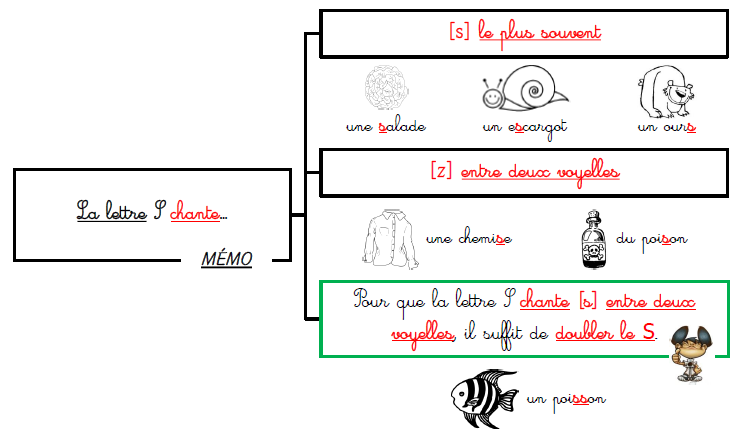 [s] le plus souvent
une salade
un escargot
un ours
[z] entre deux voyelles
La lettre S chante...
MÉMO
une chemise
du poison
Pour que la lettre S chante [s] entre deux
voyelles, il suffit de doubler le S.
un poisson